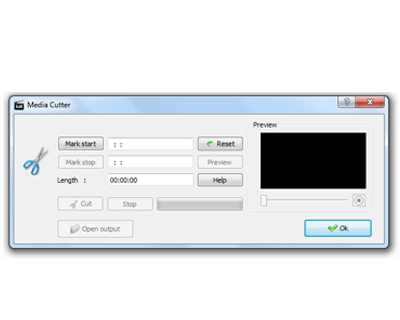 Media Cutter
Preview
Mark start : : Reset
Mark stop : : Preview
Length : 00:00:00 Help
Cut Stop
Open output Ok